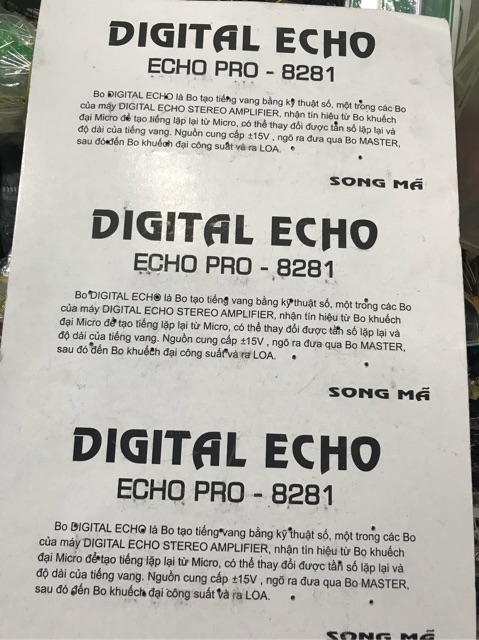 DIGITAL ECHO
ECHO PRO - 8281
Bo DIGITAL ECHO là Bo tạo tiếng vang bằng kỹ thuật số, một trong các Bo
của máy DIGITAL ECHO STEREO AMPLIFIER, nhận tín hiệu từ Bo khuếch
đại Micro để tạo tiếng lặp lại từ Micro, có thể thay đổi được tần số lặp lại và
độ dài của tiếng vang. Nguồn cung cấp ±15V , ngõ ra đưa qua Bo MASTER,
sau đó đến Bo khuếch đại công suất và ra LOA.
SONG MÃ
DIGITAL ECHO
ECHO PRO - 8281
Bo DIGITAL ECHO là Bo tạo tiếng vang bằng kỹ thuật số, một trong các Bo
của máy DIGITAL ECHO STEREO AMPLIFIER, nhận tín hiệu từ Bo khuếch
đại Micro để tạo tiếng lặp lại từ Micro, có thể thay đổi được tần số lặp lại và
độ dài của tiếng vang. Nguồn cung cấp ±15V , ngõ ra đưa qua Bo MASTER,
sau đó đến Bo khuếch đại công suất và ra LOA.
SONG MÃ
DIGITAL ECHO
ECHO PRO - 8281
Bo DIGITAL ECHO là Bo tạo tiếng vang bằng kỹ thuật số, một trong các Bo
của máy DIGITAL ECHO STEREO AMPLIFIER, nhận tín hiệu từ Bo khuếch
đại Micro để tạo tiếng lặp lại từ Micro, có thể thay đổi được tần số lặp lại và
độ dài của tiếng vang. Nguồn cung cấp ±15V , ngõ ra đưa qua Bo MASTER,
sau đó đến Bo khuếch đại công suất và ra LOA.
SONG MÃ